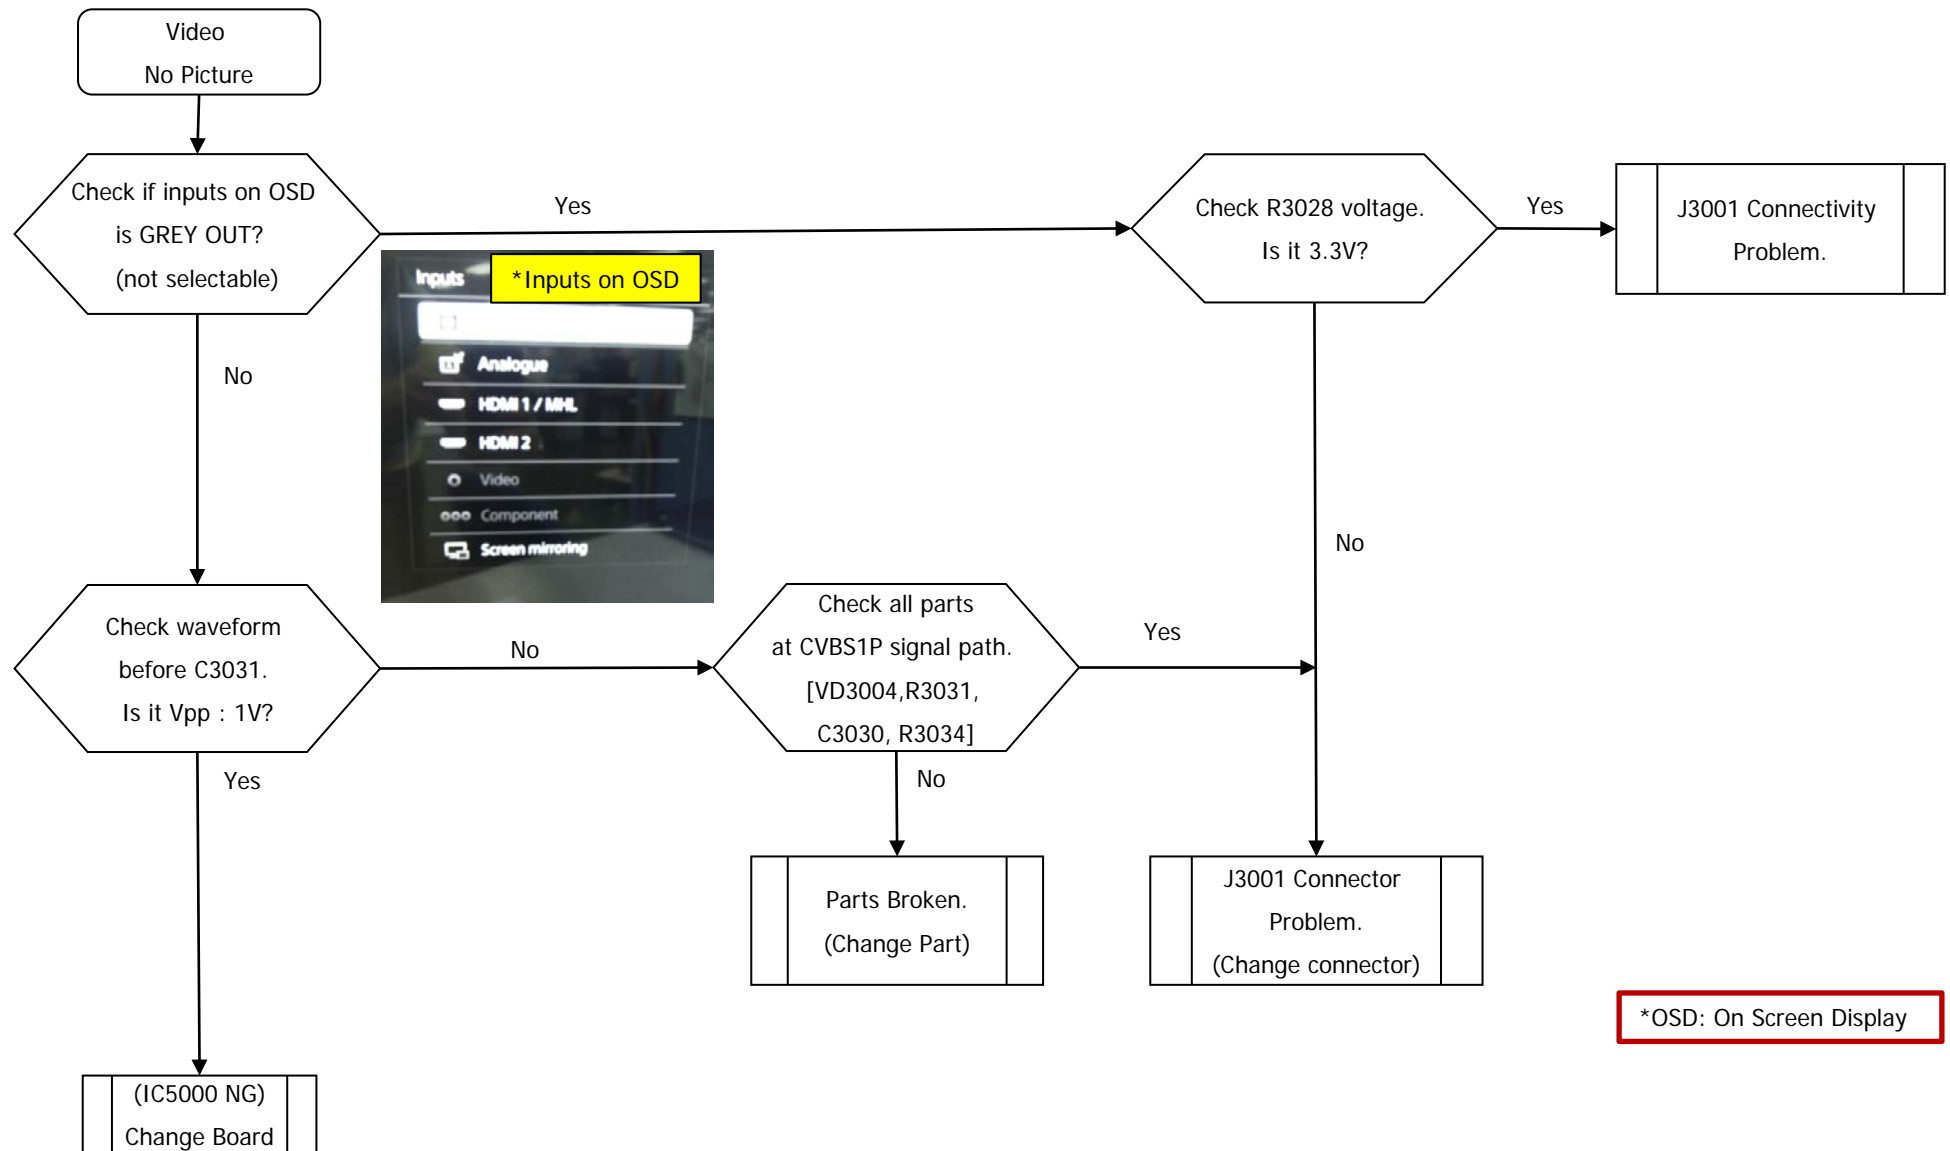 Video
No Picture
Check if inputs on OSD
is GREY OUT?
(not selectable)
Yes
Check R3028 voltage.
Is it 3.3V?
Yes
J3001 Connectivity
Problem.
Inputs
*Inputs on OSD
Analogue
HDMI 1 / MHL
HDMI 2
Video
Component
Screen mirroring
No
No
Check waveform
before C3031.
Is it Vpp : 1V?
No
Check all parts
at CVBS1P signal path.
[VD3004,R3031,
C3030, R3034]
Yes
Yes
No
Parts Broken.
(Change Part)
J3001 Connector
Problem.
(Change connector)
*OSD: On Screen Display
(IC5000 NG)
Change Board